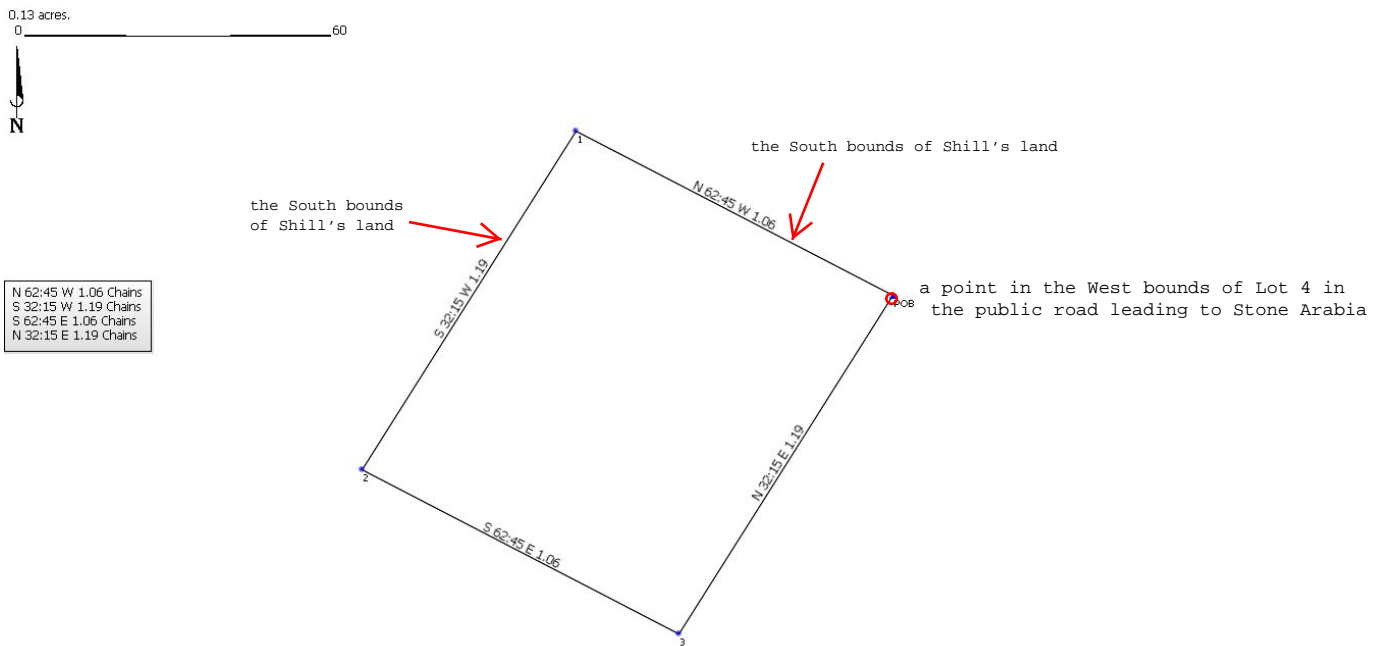 0.13 acres.
0 60
N
1
the South bounds of Shill's land
N 62:45 W 1.06
the South bounds
of Shill's land
S 32:15 W 1.19
N 62:45 W 1.06 Chains
S 32:15 W 1.19 Chains
S 62:45 E 1.06 Chains
N 32:15 E 1.19 Chains
a point in the West bounds of Lot 4 in
the public road leading to Stone Arabia
POB
N 32:15 E 1.19
2
S 62:45 E 1.06
3